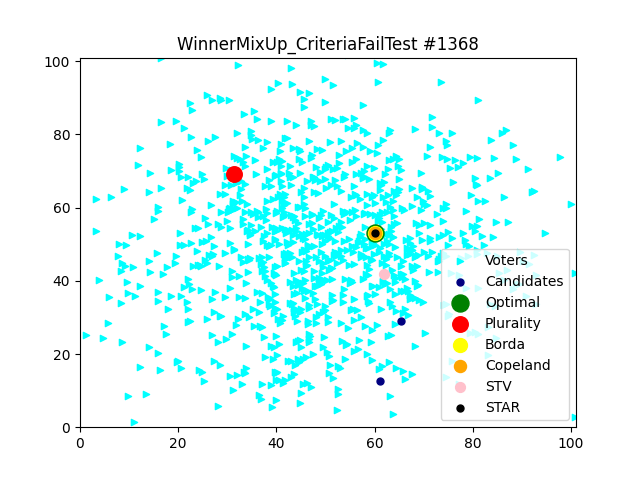 WinnerMixUp_CriteriaFailTest #1368
100
80
60
40
20
0
0 20 40 60 80 100
Voters
Candidates
Optimal
Plurality
Borda
Copeland
STV
STAR